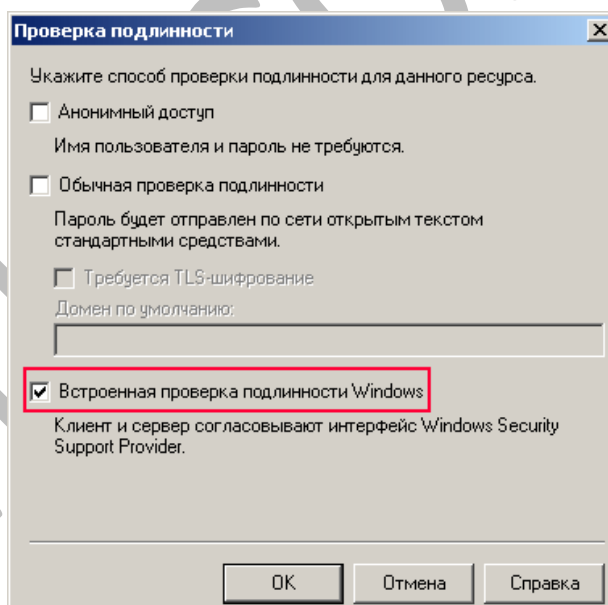 Проверка подлинности
Укажите способ проверки подлинности для данного ресурса.
Анонимный доступ
Имя пользователя и пароль не требуются.
Обычная проверка подлинности
Пароль будет отправлен по сети открытым текстом
стандартными средствами.
Требуется TLS-шифрование
Домен по умолчанию:
Встроенная проверка подлинности Windows
Клиент и сервер согласовывают интерфейс Windows Security
Support Provider.
OK Отмена Справка